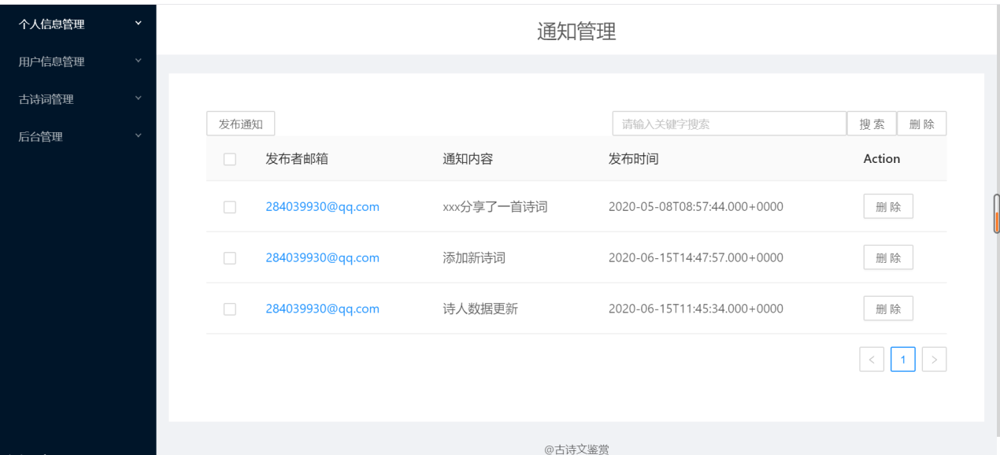 个人信息管理
用户信息管理
古诗词管理
后台管理
通知管理
发布通知
请输入关键字搜索
搜 索
删 除
发布者邮箱 通知内容 发布时间 Action
284039930@qq.com xxx分享了一首诗词 2020-05-08T08:57:44.000+0000 删 除
284039930@qq.com 添加新诗词 2020-06-15T14:47:57.000+0000 删 除
284039930@qq.com 诗人数据更新 2020-06-15T11:45:34.000+0000 删 除
< 1 >
@古诗文鉴赏